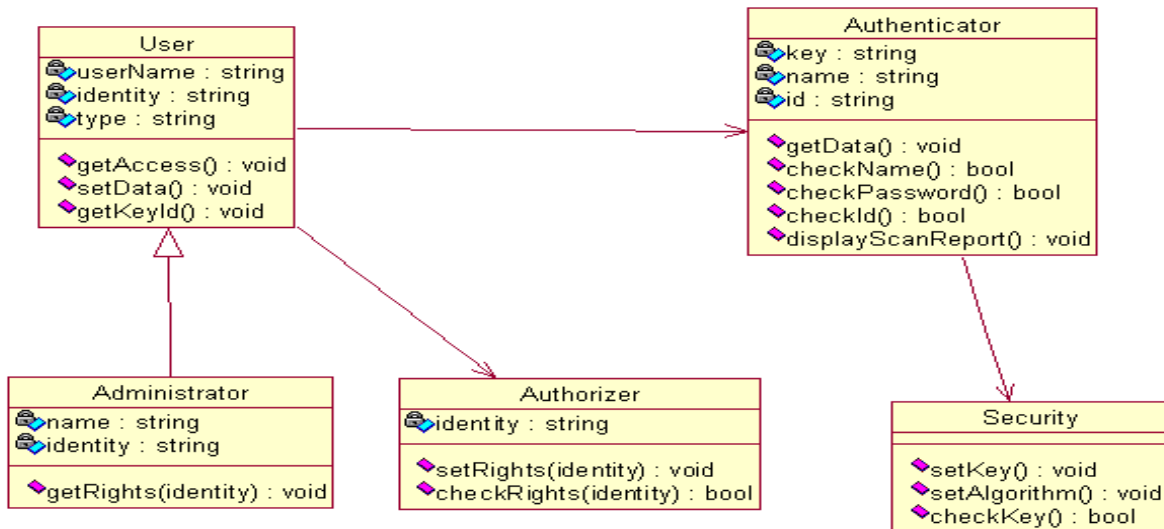 User
userName : string
identity : string
type : string
getAccess() : void
setData() : void
getKeyId() : void
Authenticator
key : string
name : string
id : string
getData() : void
checkName() : bool
checkPassword() : bool
checkId() : bool
displayScanReport() : void
Administrator
name : string
identity : string
getRights(identity) : void
Authorizer
identity : string
setRights(identity) : void
checkRights(identity) : bool
Security
setKey() : void
setAlgorithm() : void
checkKey() : bool